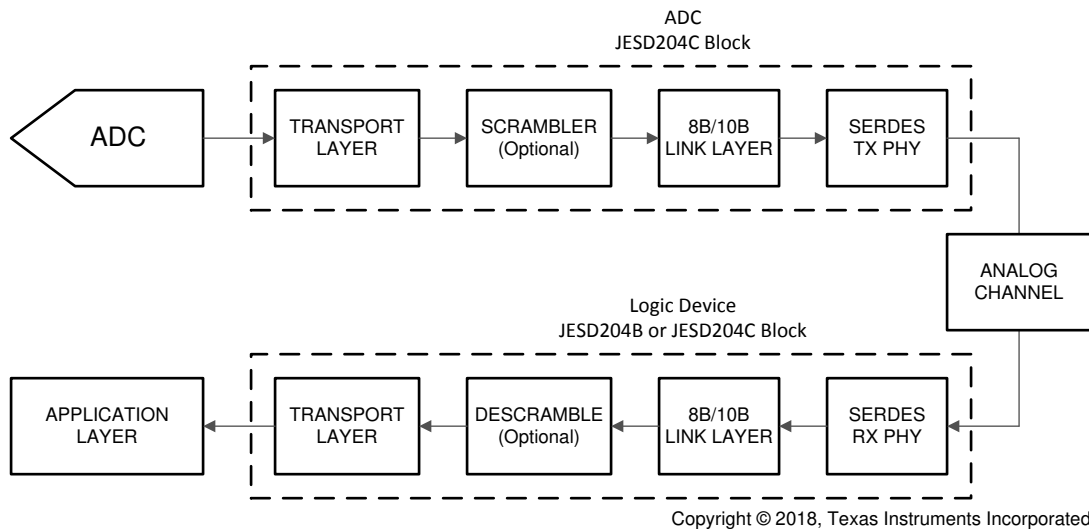 ADC
JESD204C Block
ADC
TRANSPORT
LAYER
SCRAMBLER
(Optional)
8B/10B
LINK LAYER
SERDES
TX PHY
ANALOG
CHANNEL
Logic Device
JESD204B or JESD204C Block
APPLICATION
LAYER
TRANSPORT
LAYER
DESCRAMBLE
(Optional)
8B/10B
LINK LAYER
SERDES
RX PHY
Copyright © 2018, Texas Instruments Incorporated